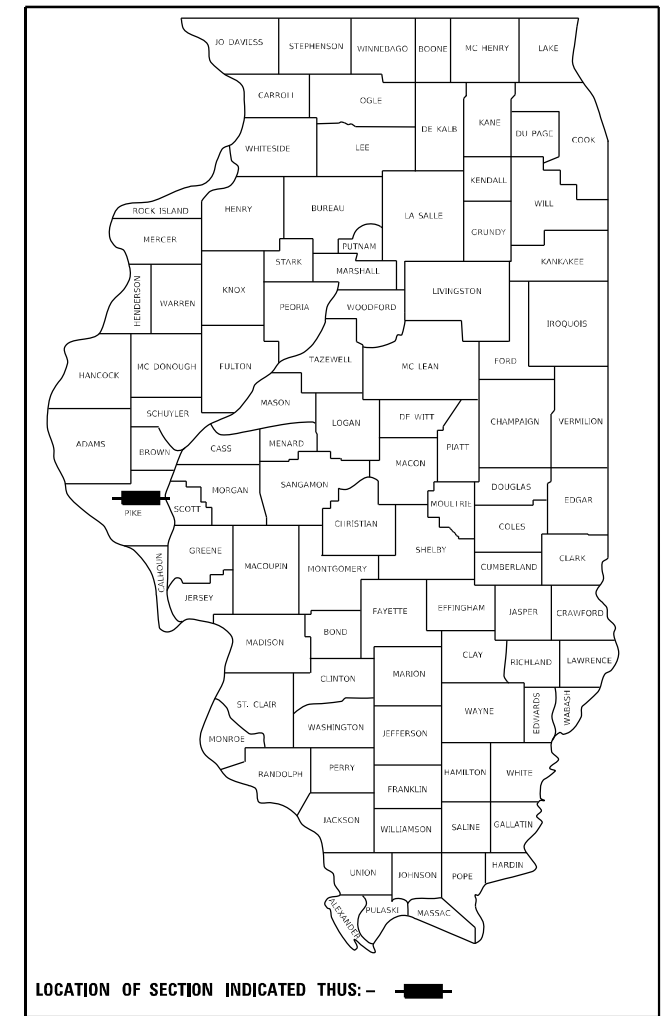 JO DAVIESS
STEPHENSON
WINNEBAGO
BOONE
MC HENRY
LAKE
CARROLL
OGLE
DE KALB
KANE
DU PAGE
COOK
WHITESIDE
LEE
KENDALL
WILL
ROCK ISLAND
HENRY
BUREAU
LA SALLE
GRUNDY
MERCER
PUTNAM
KANKAKEE
STARK
MARSHALL
HENDERSON
WARREN
KNOX
PEORIA
WOODFORD
LIVINGSTON
IROQUOIS
HANCOCK
MC DONOUGH
FULTON
TAZEWELL
MC LEAN
FORD
MASON
SCHUYLER
LOGAN
DE WITT
CHAMPAIGN
VERMILION
ADAMS
BROWN
CASS
MENARD
PIATT
MACON
MORGAN
SANGAMON
DOUGLAS
EDGAR
PIKE
SCOTT
MOULTRIE
CHRISTIAN
COLES
GREENE
MACOUPIN
MONTGOMERY
SHELBY
CUMBERLAND
CLARK
CALHOUN
JERSEY
FAYETTE
EFFINGHAM
JASPER
CRAWFORD
MADISON
BOND
CLAY
RICHLAND
LAWRENCE
CLINTON
MARION
ST. CLAIR
WASHINGTON
WAYNE
EDWARDS
WABASH
MONROE
JEFFERSON
RANDOLPH
PERRY
HAMILTON
WHITE
FRANKLIN
JACKSON
WILLIAMSON
SALINE
GALLATIN
UNION
JOHNSON
POPE
HARDIN
ALEXANDER
PULASKI
MASSAC
LOCATION OF SECTION INDICATED THUS: –